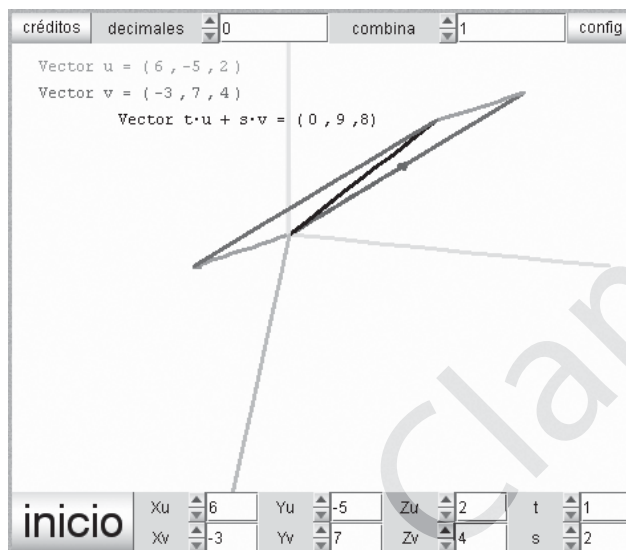 créditos decimales 0 combina 1 config
Vector u = ( 6 ,-5 , 2 )
Vector v = (-3 , 7 , 4 )
Vector t·u + s·v = ( 0 , 9 ,8)
inicio
Xu 6 Yu -5 Zu 2 t 1
Xv -3 Yv 7 Zv 4 s 2
Clan